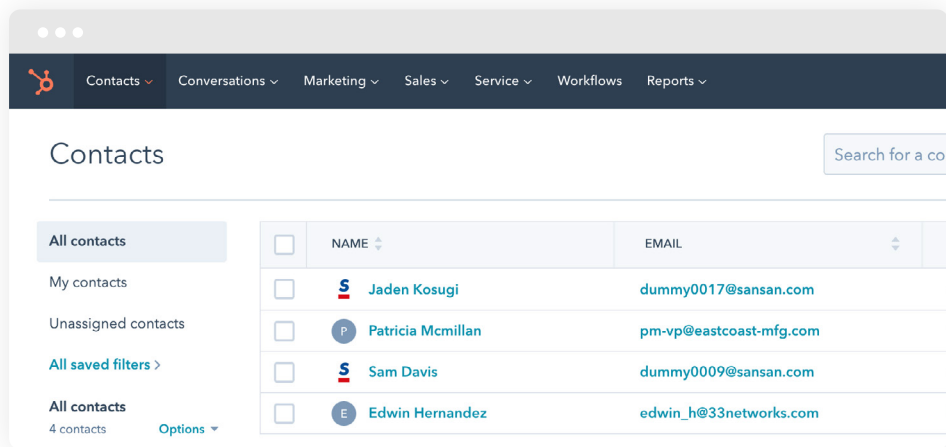 Contacts Conversations Marketing Sales Service Workflows Reports
Contacts
Search for a co
All contacts
My contacts
Unassigned contacts
All saved filters >
All contacts
4 contacts Options
NAME EMAIL
S Jaden Kosugi dummy0017@sansan.com
P Patricia Mcmillan pm-vp@eastcoast-mfg.com
S Sam Davis dummy0009@sansan.com
E Edwin Hernandez edwin_h@33networks.com